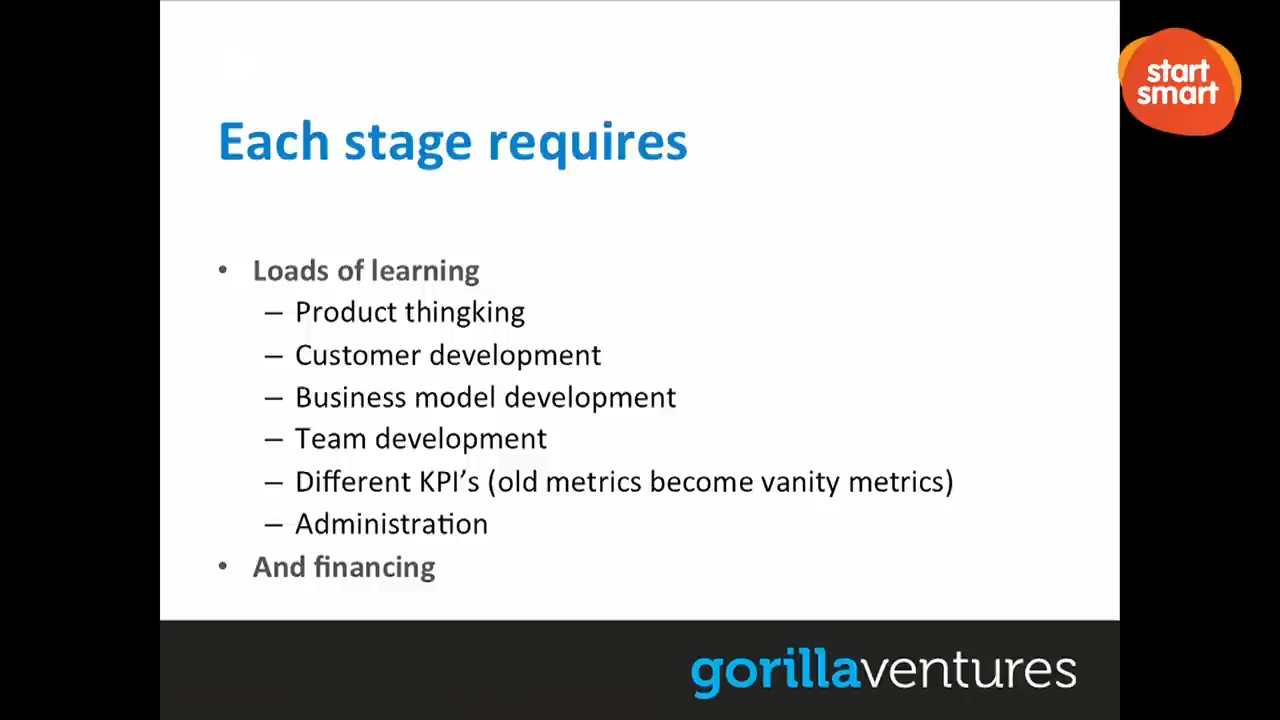 start
smart
Each stage requires
• Loads of learning
– Product thingking
– Customer development
– Business model development
– Team development
– Different KPI’s (old metrics become vanity metrics)
– Administration
• And financing
gorillaventures